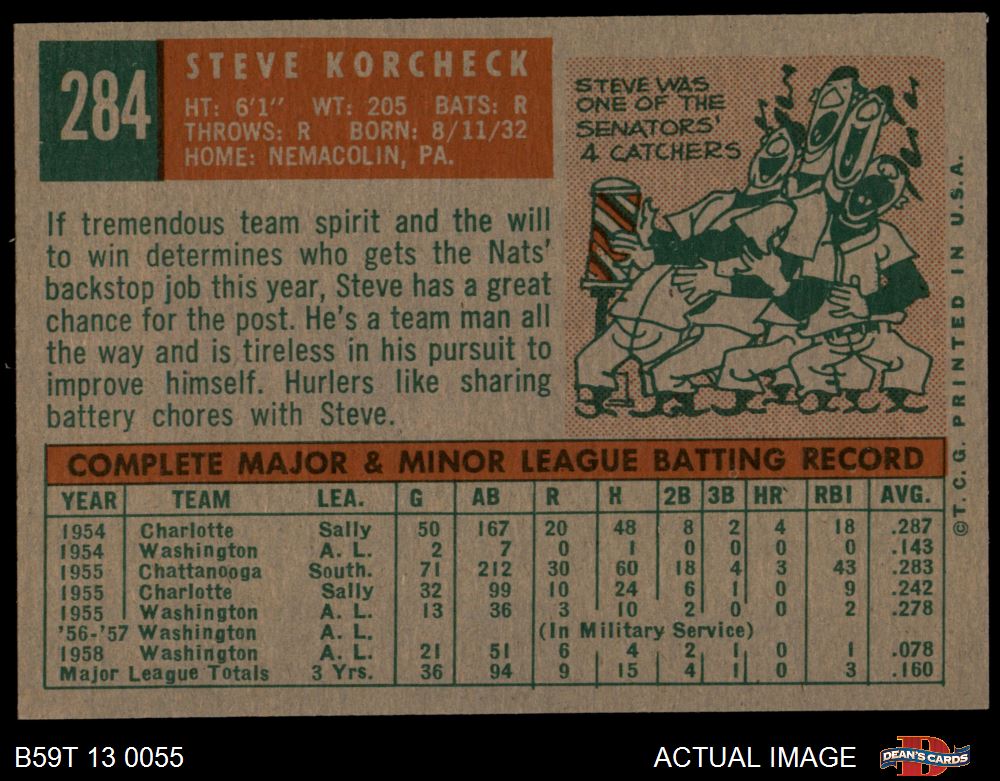 284
STEVE KORCHECK
HT: 6'1" WT: 205 BATS: R
THROWS: R BORN: 8/11/32
HOME: NEMACOLIN, PA.
STEVE WAS
ONE OF THE
SENATORS'
4 CATCHERS
If tremendous team spirit and the will
to win determines who gets the Nats'
backstop job this year, Steve has a great
chance for the post. He's a team man all
the way and is tireless in his pursuit to
improve himself. Hurlers like sharing
battery chores with Steve.
COMPLETE MAJOR & MINOR LEAGUE BATTING RECORD
YEAR TEAM LEA. G AB R H 2B 3B HR RBI AVG.
1954 Charlotte Sally 50 167 20 48 8 2 4 18 .287
1954 Washington A. L. 2 7 0 1 0 0 0 0 .143
1955 Chattanooga South. 71 212 30 60 18 4 3 43 .283
1955 Charlotte Sally 32 99 10 24 6 1 0 9 .242
1955 Washington A. L. 13 36 3 10 2 0 0 2 .278
'56-'57 Washington A. L. (In Military Service)
1958 Washington A. L. 21 51 6 4 2 1 0 1 .078
Major League Totals 3 Yrs. 36 94 9 15 4 1 0 3 .160
©T. C. G. PRINTED IN U.S.A.
B59T 13 0055
ACTUAL IMAGE
D
DEAN'S CARDS